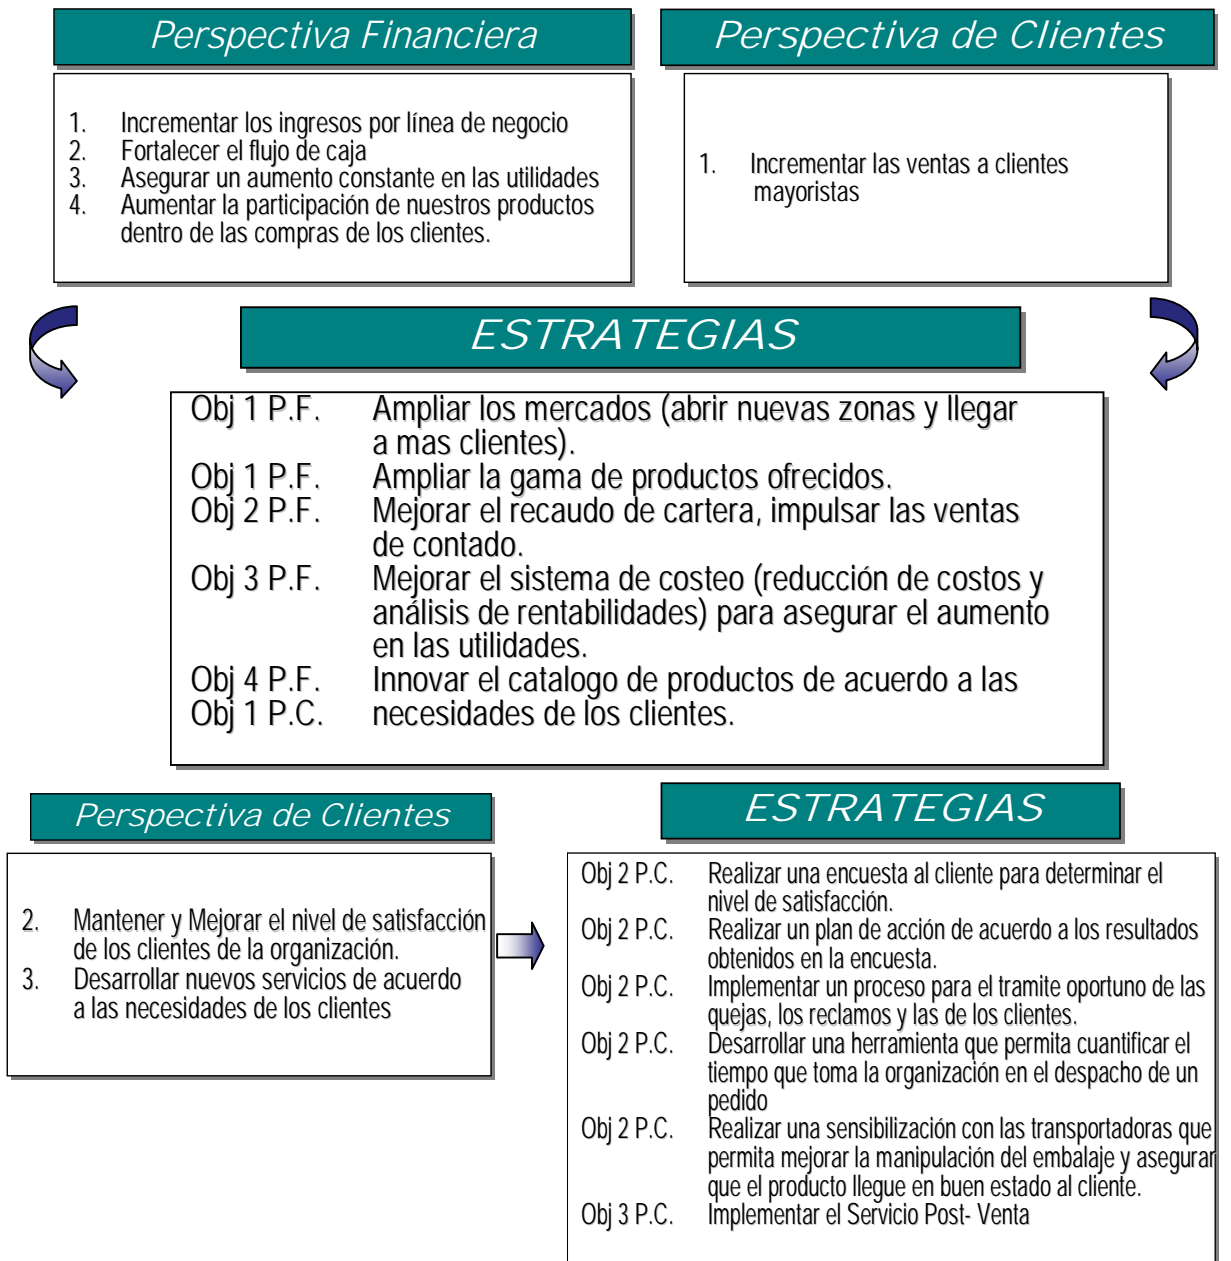 Perspectiva Financiera
1. Incrementar los ingresos por línea de negocio
2. Fortalecer el flujo de caja
3. Asegurar un aumento constante en las utilidades
4. Aumentar la participación de nuestros productos
dentro de las compras de los clientes.
Perspectiva de Clientes
1. Incrementar las ventas a clientes
mayoristas
ESTRATEGIAS
Obj 1 P.F. Ampliar los mercados (abrir nuevas zonas y llegar
a mas clientes).
Obj 1 P.F. Ampliar la gama de productos ofrecidos.
Obj 2 P.F. Mejorar el recaudo de cartera, impulsar las ventas
de contado.
Obj 3 P.F. Mejorar el sistema de costeo (reducción de costos y
análisis de rentabilidades) para asegurar el aumento
en las utilidades.
Obj 4 P.F. Innovar el catalogo de productos de acuerdo a las
Obj 1 P.C. necesidades de los clientes.
Perspectiva de Clientes
2. Mantener y Mejorar el nivel de satisfacción
de los clientes de la organización.
3. Desarrollar nuevos servicios de acuerdo
a las necesidades de los clientes
ESTRATEGIAS
Obj 2 P.C. Realizar una encuesta al cliente para determinar el
nivel de satisfacción.
Obj 2 P.C. Realizar un plan de acción de acuerdo a los resultados
obtenidos en la encuesta.
Obj 2 P.C. Implementar un proceso para el tramite oportuno de las
quejas, los reclamos y las de los clientes.
Obj 2 P.C. Desarrollar una herramienta que permita cuantificar el
tiempo que toma la organización en el despacho de un
pedido
Obj 2 P.C. Realizar una sensibilización con las transportadoras que
permita mejorar la manipulación del embalaje y asegurar
que el producto llegue en buen estado al cliente.
Obj 3 P.C. Implementar el Servicio Post- Venta